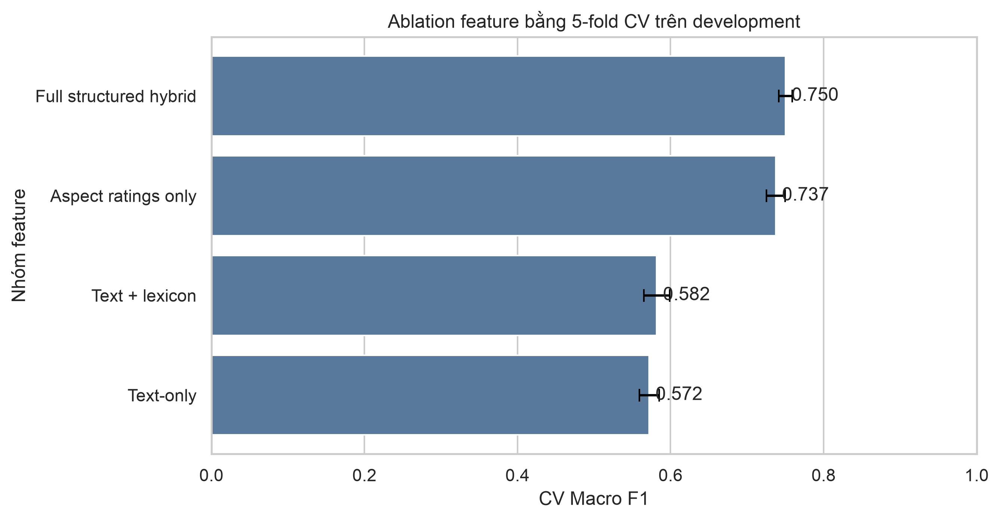 Ablation feature bằng 5-fold CV trên development
Nhóm feature
Full structured hybrid
0.750
Aspect ratings only
0.737
Text + lexicon
0.582
Text-only
0.572
0.0 0.2 0.4 0.6 0.8 1.0
CV Macro F1